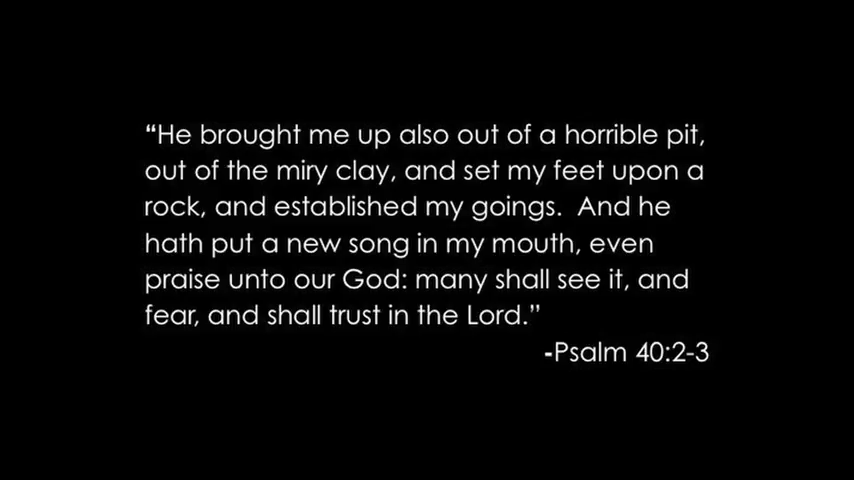 “He brought me up also out of a horrible pit,
out of the miry clay, and set my feet upon a
rock, and established my goings.  And he
hath put a new song in my mouth, even
praise unto our God: many shall see it, and
fear, and shall trust in the Lord.”
-Psalm 40:2-3